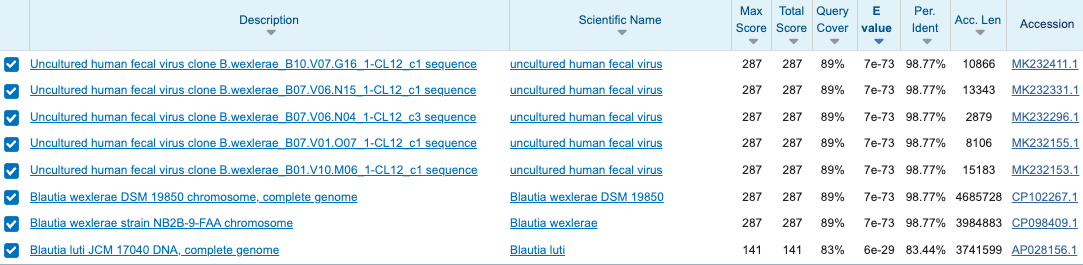 Description Scientific Name Max Score Total Score Query Cover E value Per. Ident Acc. Len Accession
Uncultured human fecal virus clone B.wexlerae_B10.V07.G16_1-CL12_c1 sequence uncultured human fecal virus 287 287 89% 7e-73 98.77% 10866 MK232411.1
Uncultured human fecal virus clone B.wexlerae_B07.V06.N15_1-CL12_c1 sequence uncultured human fecal virus 287 287 89% 7e-73 98.77% 13343 MK232331.1
Uncultured human fecal virus clone B.wexlerae_B07.V06.N04_1-CL12_c3 sequence uncultured human fecal virus 287 287 89% 7e-73 98.77% 2879 MK232296.1
Uncultured human fecal virus clone B.wexlerae_B07.V01.O07_1-CL12_c1 sequence uncultured human fecal virus 287 287 89% 7e-73 98.77% 8106 MK232155.1
Uncultured human fecal virus clone B.wexlerae_B01.V10.M06_1-CL12_c1 sequence uncultured human fecal virus 287 287 89% 7e-73 98.77% 15183 MK232153.1
Blautia wexlerae DSM 19850 chromosome, complete genome Blautia wexlerae DSM 19850 287 287 89% 7e-73 98.77% 4685728 CP102267.1
Blautia wexlerae strain NB2B-9-FAA chromosome Blautia wexlerae 287 287 89% 7e-73 98.77% 3984883 CP098409.1
Blautia luti JCM 17040 DNA, complete genome Blautia luti 141 141 83% 6e-29 83.44% 3741599 AP028156.1